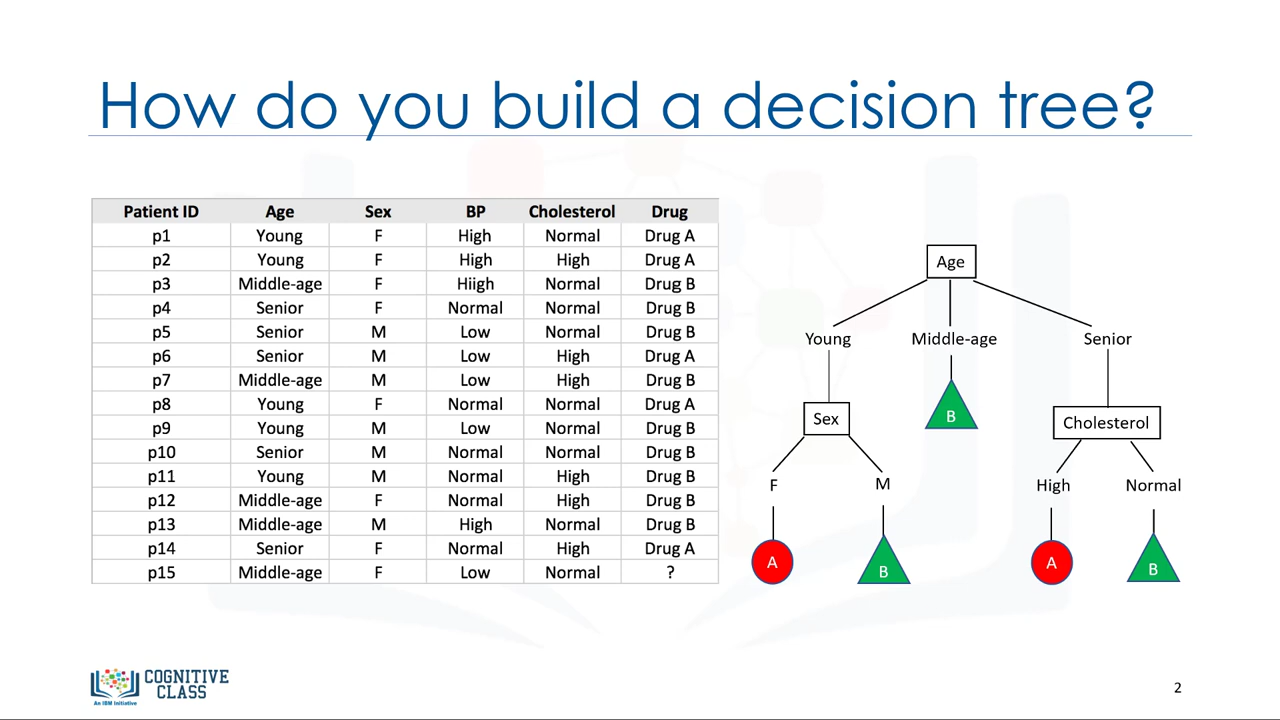 How do you build a decision tree?
Patient ID Age Sex BP Cholesterol Drug
p1 Young F High Normal Drug A
p2 Young F High High Drug A
p3 Middle-age F Hiigh Normal Drug B
p4 Senior F Normal Normal Drug B
p5 Senior M Low Normal Drug B
p6 Senior M Low High Drug A
p7 Middle-age M Low High Drug B
p8 Young F Normal Normal Drug A
p9 Young M Low Normal Drug B
p10 Senior M Normal Normal Drug B
p11 Young M Normal High Drug B
p12 Middle-age F Normal High Drug B
p13 Middle-age M High Normal Drug B
p14 Senior F Normal High Drug A
p15 Middle-age F Low Normal ?
Age
Young Middle-age Senior
B
Sex Cholesterol
F M High Normal
A B A B
COGNITIVE
CLASS
An IBM Initiative
2